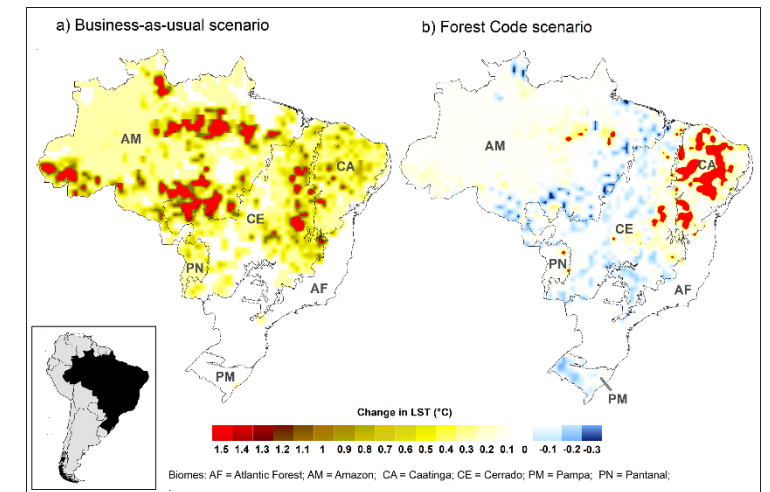 a) Business-as-usual scenario
b) Forest Code scenario
AM
CA
CE
PN
AF
PM
AM
CA
CE
PN
AF
PM
Change in LST (°C)
1.5 1.4 1.3 1.2 1.1 1 0.9 0.8 0.7 0.6 0.5 0.4 0.3 0.2 0.1 0 -0.1 -0.2 -0.3
Biomes: AF = Atlantic Forest; AM = Amazon; CA = Caatinga; CE = Cerrado; PM = Pampa; PN = Pantanal;